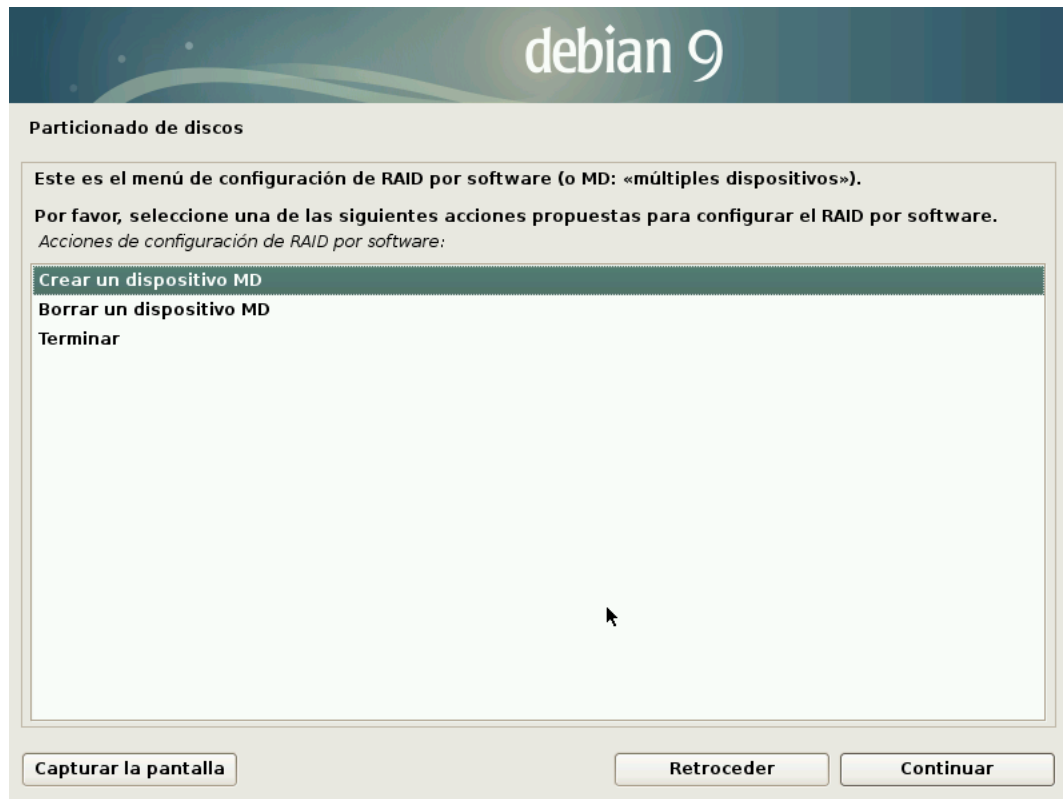 debian 9
Particionado de discos
Este es el menú de configuración de RAID por software (o MD: «múltiples dispositivos»).
Por favor, seleccione una de las siguientes acciones propuestas para configurar el RAID por software.
Acciones de configuración de RAID por software:
Crear un dispositivo MD
Borrar un dispositivo MD
Terminar
Capturar la pantalla
Retroceder
Continuar